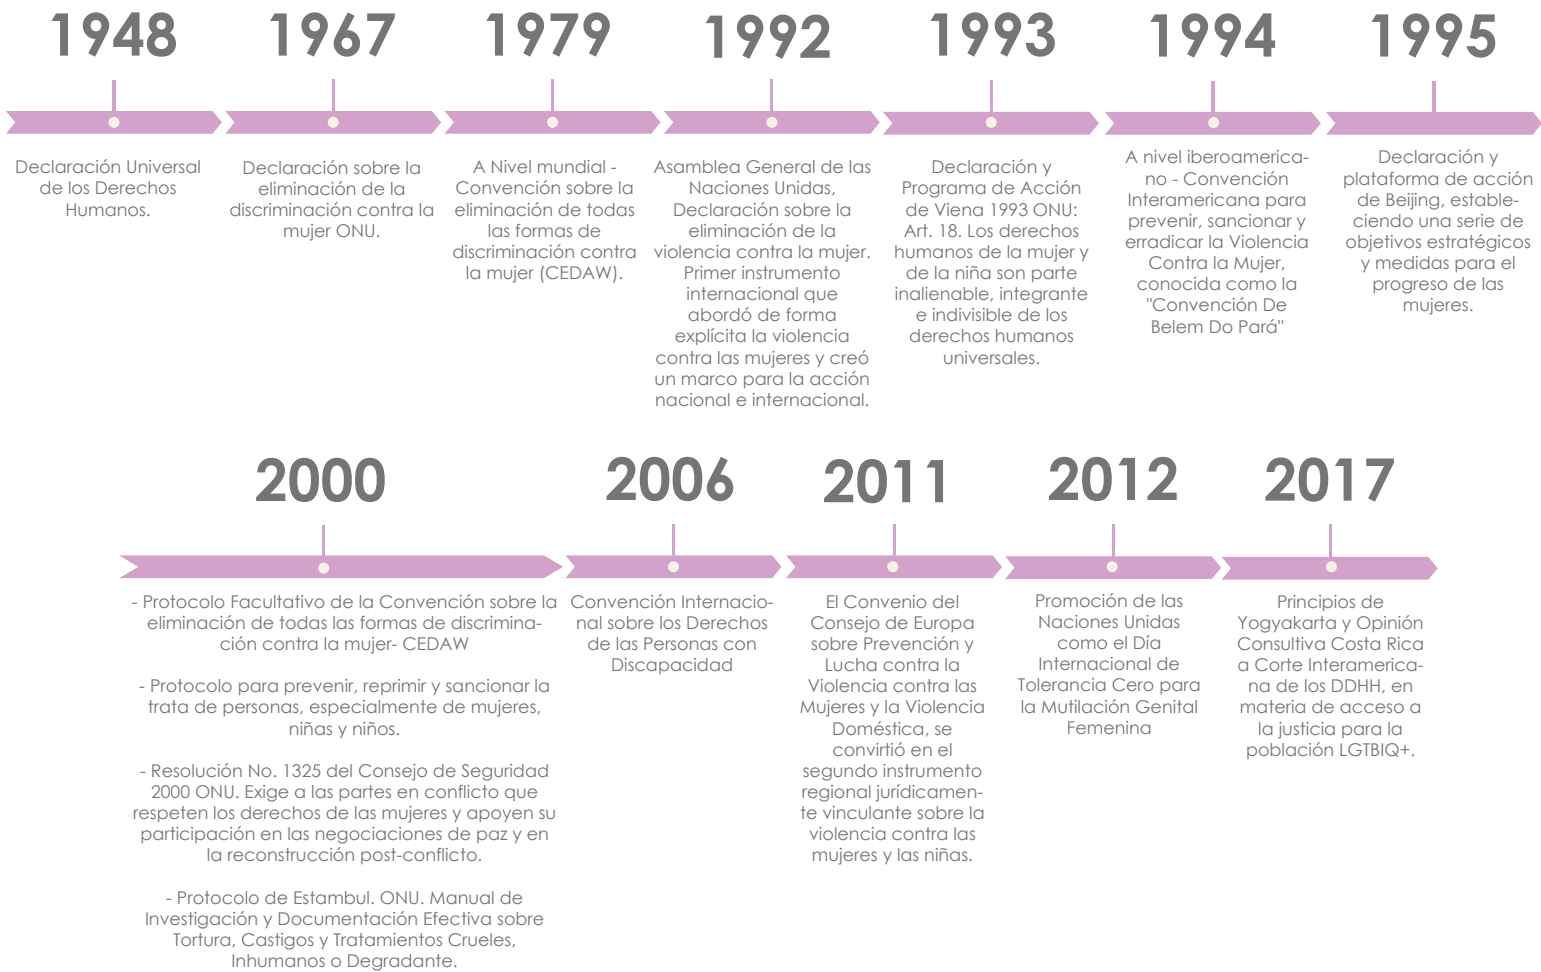 1948
Declaración Universal
de los Derechos
Humanos.
1967
Declaración sobre la
eliminación de la
discriminación contra la
mujer ONU.
1979
A Nivel mundial -
Convención sobre la
eliminación de todas
las formas de
discriminación contra
la mujer (CEDAW).
1992
Asamblea General de las
Naciones Unidas,
Declaración sobre la
eliminación de la
violencia contra la mujer.
Primer instrumento
internacional que
abordó de forma
explícita la violencia
contra las mujeres y creó
un marco para la acción
nacional e internacional.
1993
Declaración y
Programa de Acción
de Viena 1993 ONU:
Art. 18. Los derechos
humanos de la mujer y
de la niña son parte
inalienable, integrante
e indivisible de los
derechos humanos
universales.
1994
A nivel iberoamerica-
no - Convención
Interamericana para
prevenir, sancionar y
erradicar la Violencia
Contra la Mujer,
conocida como la
"Convención De
Belem Do Pará"
1995
Declaración y
plataforma de acción
de Beijing, estable-
ciendo una serie de
objetivos estratégicos
y medidas para el
progreso de las
mujeres.
2000
- Protocolo Facultativo de la Convención sobre la
eliminación de todas las formas de discrimina-
ción contra la mujer- CEDAW
- Protocolo para prevenir, reprimir y sancionar la
trata de personas, especialmente de mujeres,
niñas y niños.
- Resolución No. 1325 del Consejo de Seguridad
2000 ONU. Exige a las partes en conflicto que
respeten los derechos de las mujeres y apoyen su
participación en las negociaciones de paz y en
la reconstrucción post-conflicto.
- Protocolo de Estambul. ONU. Manual de
Investigación y Documentación Efectiva sobre
Tortura, Castigos y Tratamientos Crueles,
Inhumanos o Degradante.
2006
Convención Internacio-
nal sobre los Derechos
de las Personas con
Discapacidad
2011
El Convenio del
Consejo de Europa
sobre Prevención y
Lucha contra la
Violencia contra las
Mujeres y la Violencia
Doméstica, se
convirtió en el
segundo instrumento
regional jurídicamen-
te vinculante sobre la
violencia contra las
mujeres y las niñas.
2012
Promoción de las
Naciones Unidas
como el Día
Internacional de
Tolerancia Cero para
la Mutilación Genital
Femenina
2017
Principios de
Yogyakarta y Opinión
Consultiva Costa Rica
a Corte Interamerica-
na de los DDHH, en
materia de acceso a
la justicia para la
población LGTBIQ+.